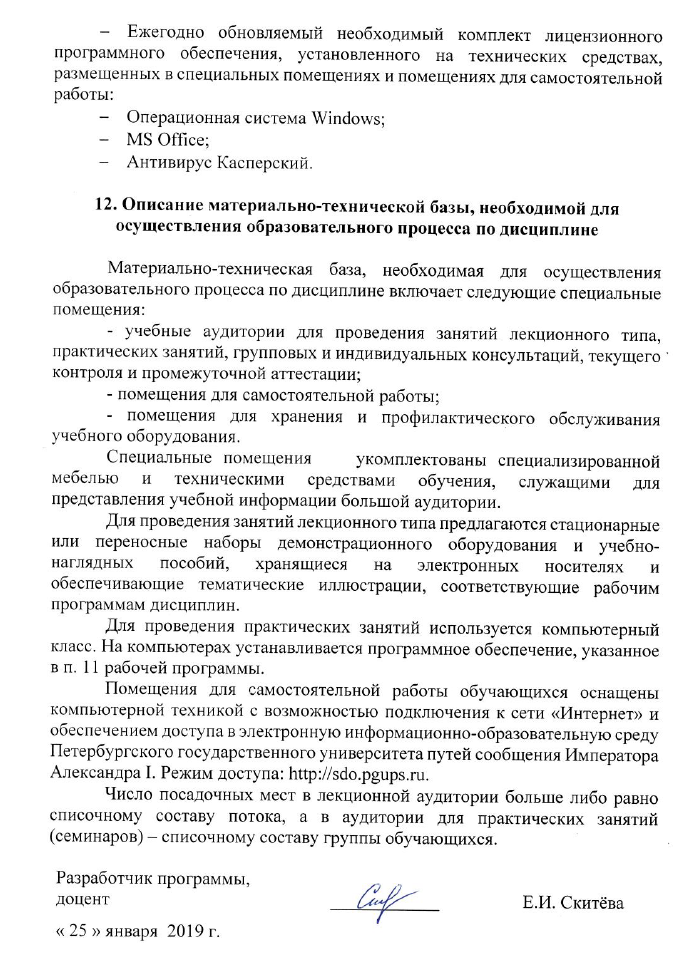 – Ежегодно обновляемый необходимый комплект лицензионного
программного обеспечения, установленного на технических средствах,
размещенных в специальных помещениях и помещениях для самостоятельной
работы:
– Операционная система Windows;
– MS Office;
– Антивирус Касперский.
12. Описание материально-технической базы, необходимой для
осуществления образовательного процесса по дисциплине
Материально-техническая база, необходимая для осуществления
образовательного процесса по дисциплине включает следующие специальные
помещения:
- учебные аудитории для проведения занятий лекционного типа,
практических занятий, групповых и индивидуальных консультаций, текущего
контроля и промежуточной аттестации;
- помещения для самостоятельной работы;
- помещения для хранения и профилактического обслуживания
учебного оборудования.
Специальные помещения укомплектованы специализированной
мебелью и техническими средствами обучения, служащими для
представления учебной информации большой аудитории.
Для проведения занятий лекционного типа предлагаются стационарные
или переносные наборы демонстрационного оборудования и учебно-
наглядных пособий, хранящиеся на электронных носителях и
обеспечивающие тематические иллюстрации, соответствующие рабочим
программам дисциплин.
Для проведения практических занятий используется компьютерный
класс. На компьютерах устанавливается программное обеспечение, указанное
в п. 11 рабочей программы.
Помещения для самостоятельной работы обучающихся оснащены
компьютерной техникой с возможностью подключения к сети «Интернет» и
обеспечением доступа в электронную информационно-образовательную среду
Петербургского государственного университета путей сообщения Императора
Александра I. Режим доступа: http://sdo.pgups.ru.
Число посадочных мест в лекционной аудитории больше либо равно
списочному составу потока, а в аудитории для практических занятий
(семинаров) – списочному составу группы обучающихся.
Разработчик программы,
доцент Е.И. Скитёва
« 25 » января 2019 г.